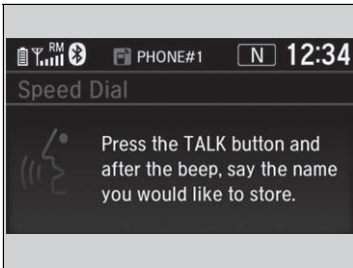 RM PHONE#1 N 12:34
Speed Dial
Press the TALK button and
after the beep, say the name
you would like to store.